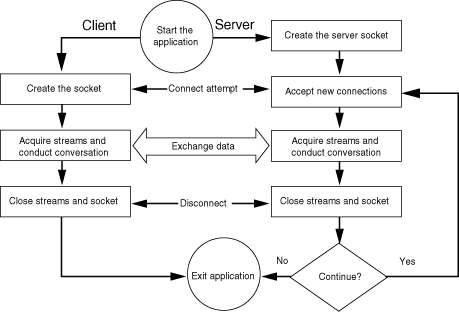 Client
Start the
application
Server
Create the server socket
Create the socket
Connect attempt
Accept new connections
Acquire streams and
conduct conversation
Exchange data
Acquire streams and
conduct conversation
Close streams and socket
Disconnect
Close streams and socket
Exit application
No
Continue?
Yes